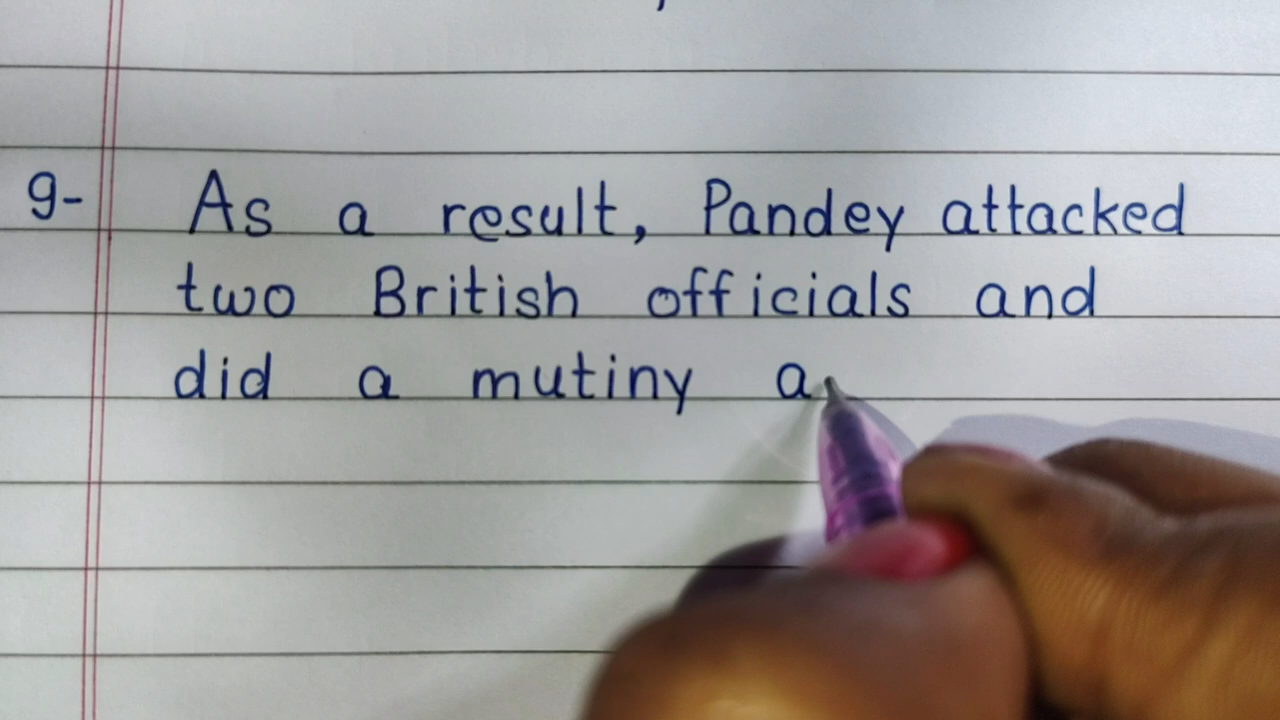 9- As a result, Pandey attacked
two British officials and
did a mutiny a